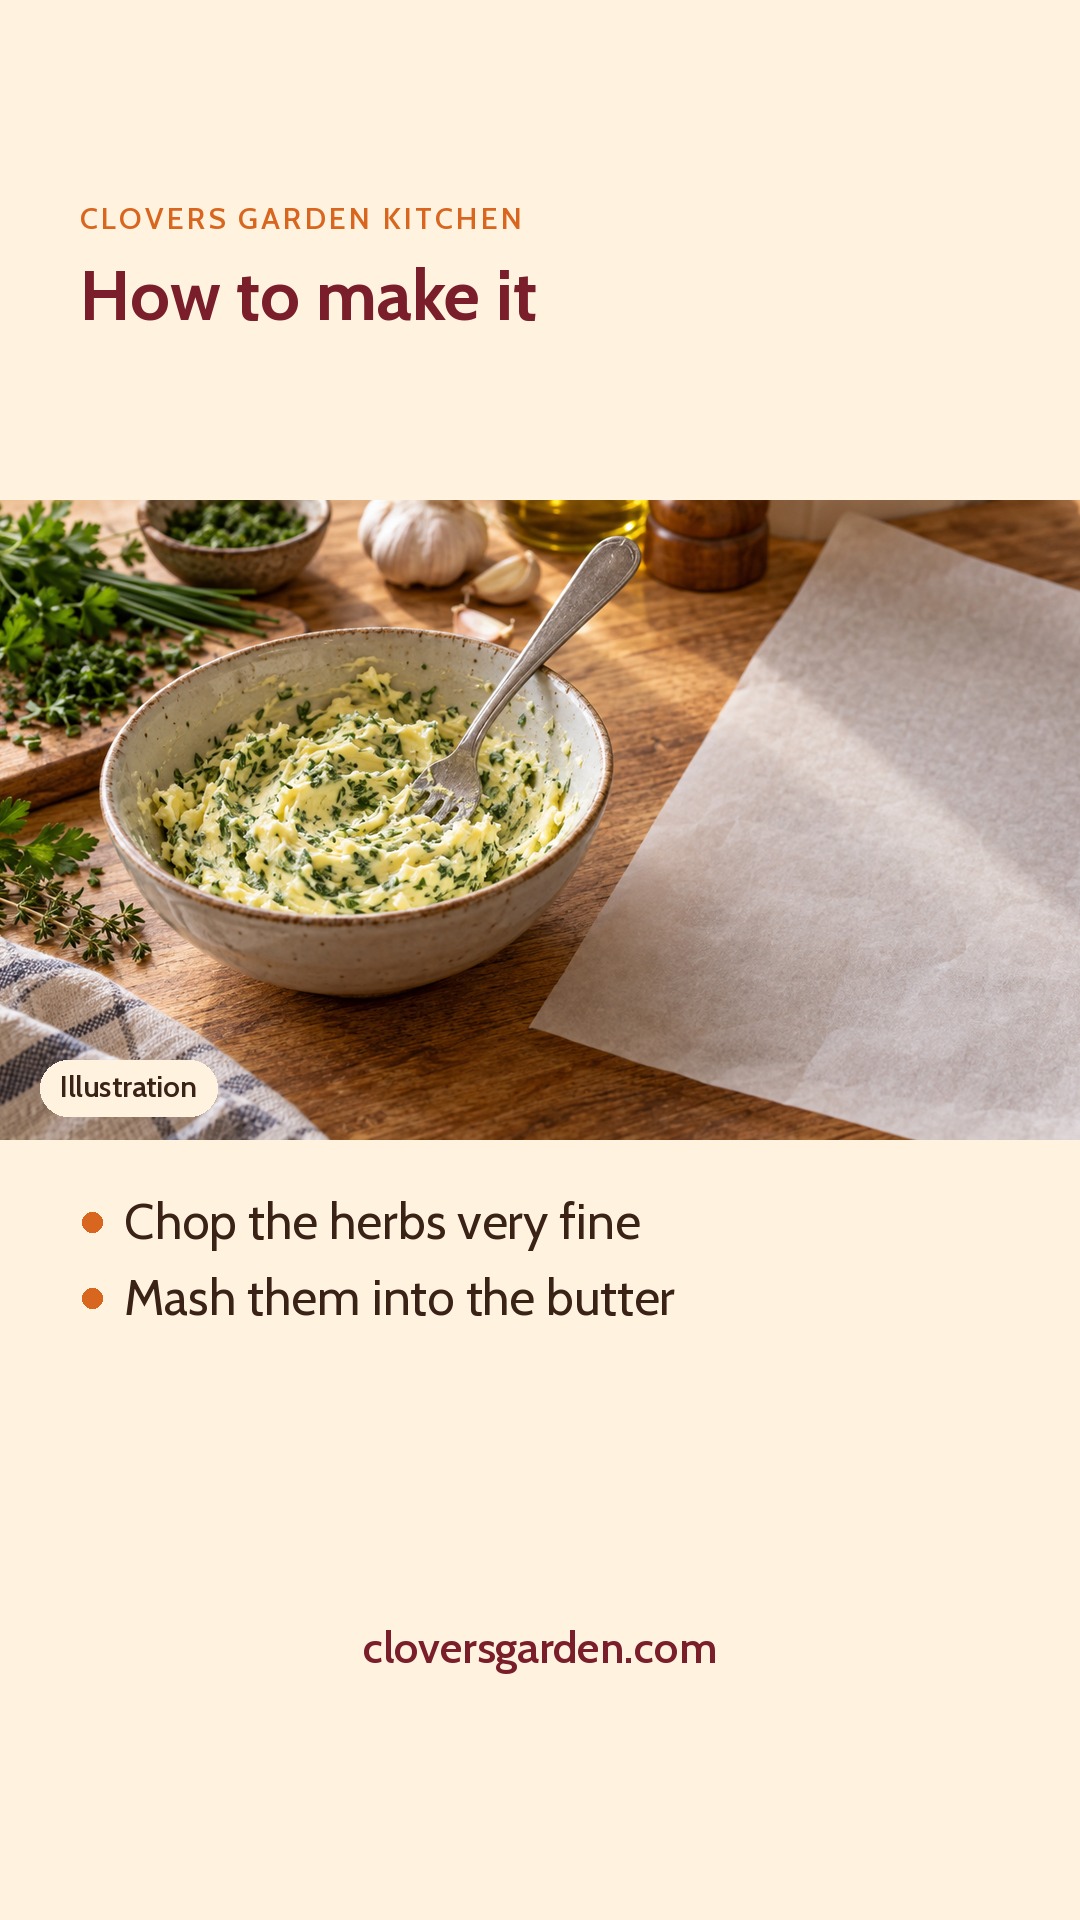 CLOVERS GARDEN KITCHEN
How to make it
Illustration
Chop the herbs very fine
Mash them into the butter
cloversgarden.com